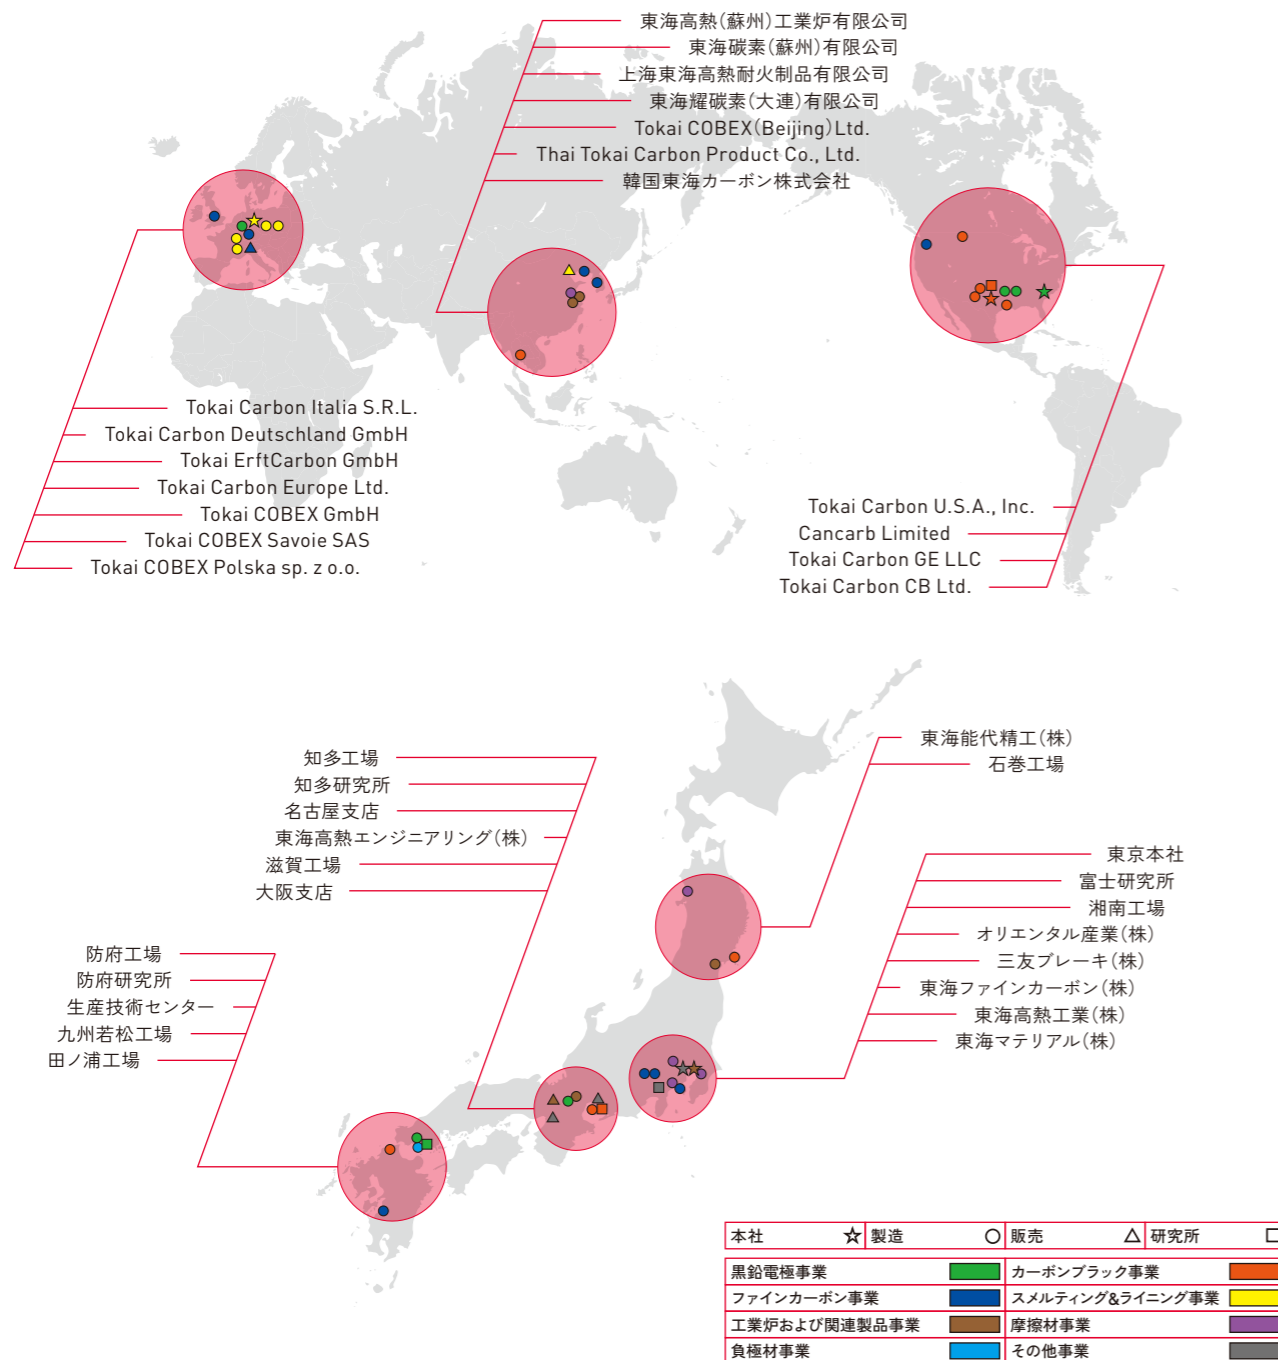 東海高熱(蘇州)工業炉有限公司
東海碳素(蘇州)有限公司
上海東海高熱耐火制品有限公司
東海耀碳素(大連)有限公司
Tokai COBEX(Beijing)Ltd.
Thai Tokai Carbon Product Co., Ltd.
韓国東海カーボン株式会社
Tokai Carbon Italia S.R.L.
Tokai Carbon Deutschland GmbH
Tokai ErftCarbon GmbH
Tokai Carbon Europe Ltd.
Tokai COBEX GmbH
Tokai COBEX Savoie SAS
Tokai COBEX Polska sp. z o.o.
Tokai Carbon U.S.A., Inc.
Cancarb Limited
Tokai Carbon GE LLC
Tokai Carbon CB Ltd.
知多工場
知多研究所
名古屋支店
東海高熱エンジニアリング(株)
滋賀工場
大阪支店
東海能代精工(株)
石巻工場
東京本社
富士研究所
湘南工場
オリエンタル産業(株)
三友ブレーキ(株)
東海ファインカーボン(株)
東海高熱工業(株)
東海マテリアル(株)
防府工場
防府研究所
生産技術センター
九州若松工場
田ノ浦工場
本社 製造 販売 研究所
黒鉛電極事業 カーボンブラック事業
ファインカーボン事業 スメルティング&ライニング事業
工業炉および関連製品事業 摩擦材事業
負極材事業 その他事業